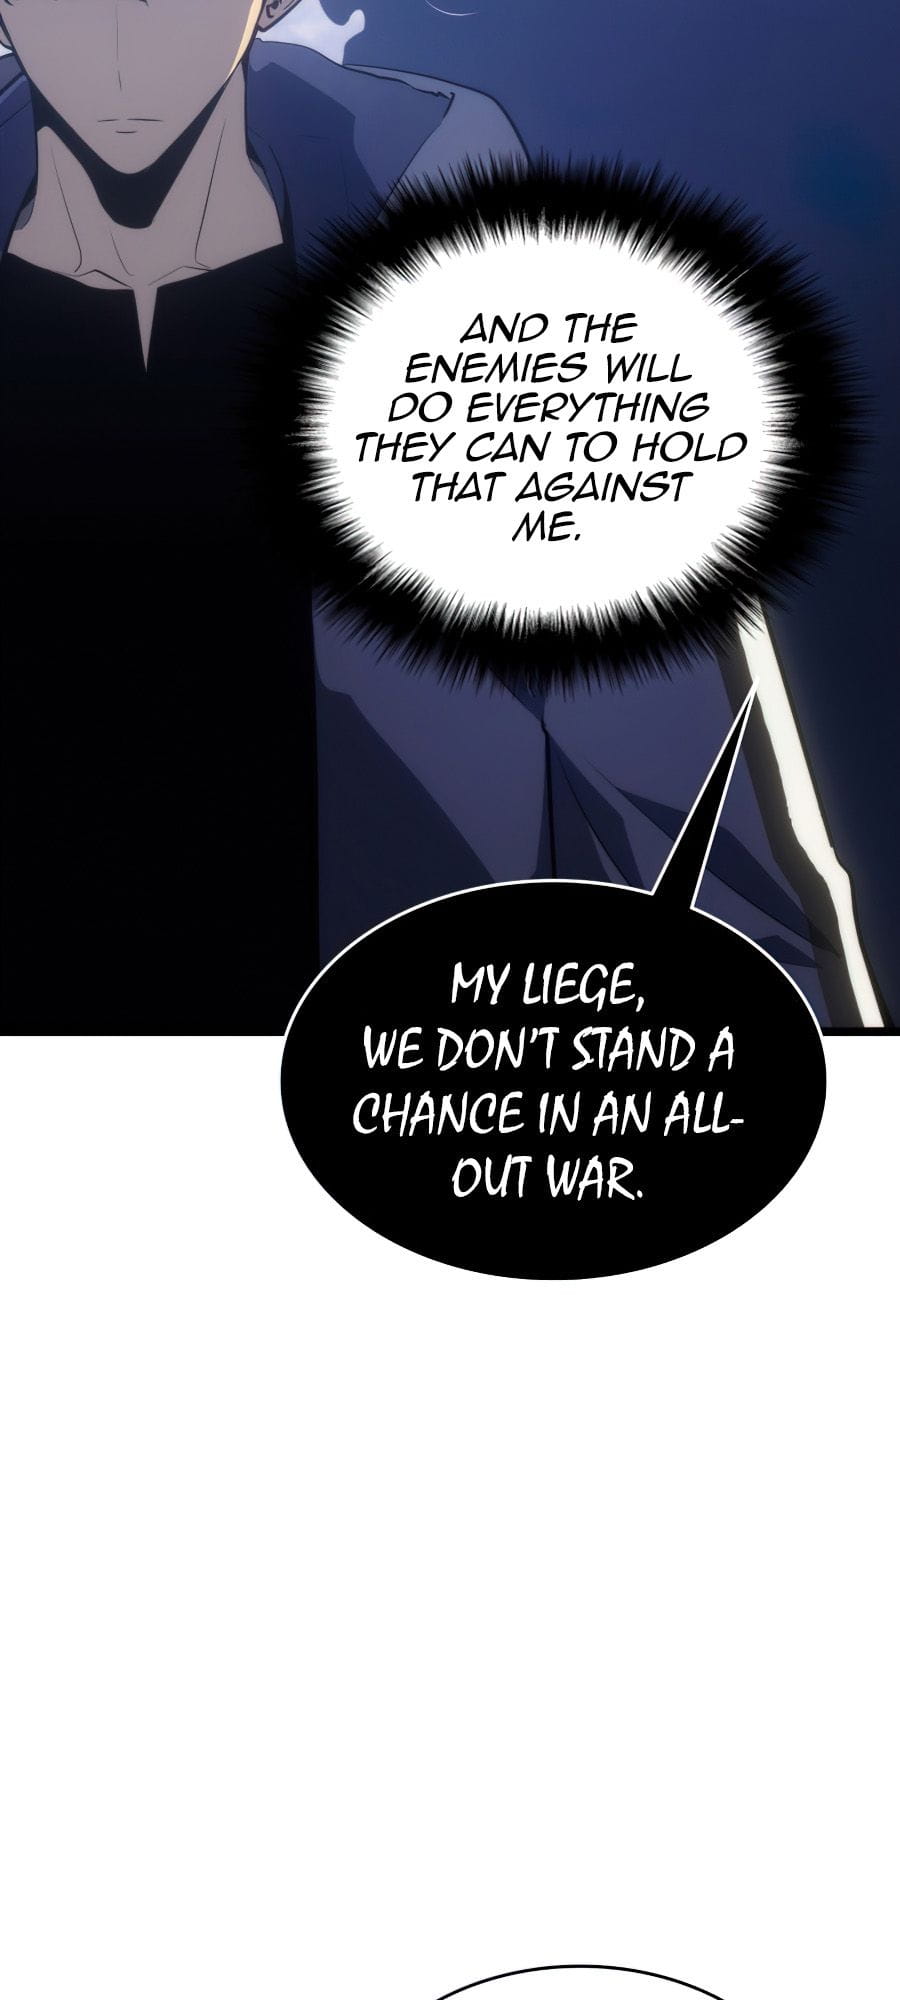 AND THE
ENEMIES WILL
DO EVERYTHING
THEY CAN TO HOLD
THAT AGAINST
ME.
MY LIEGE,
WE DON'T STAND A
CHANCE IN AN ALL-
OUT WAR.